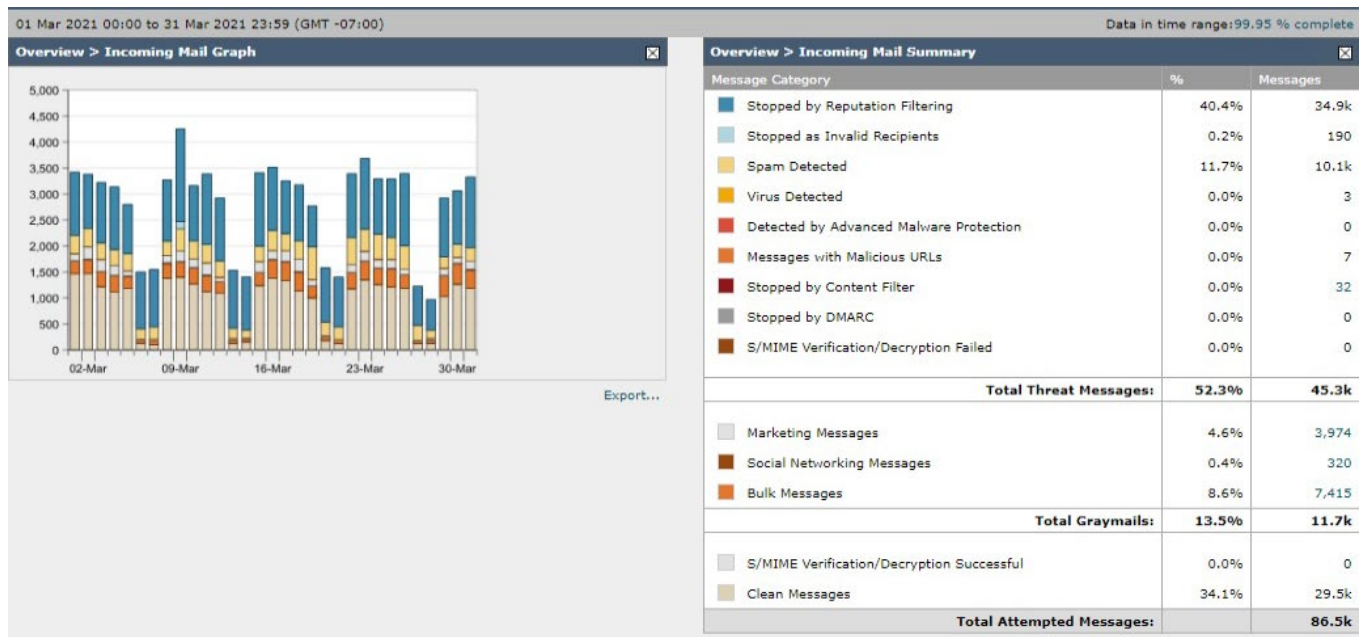 01 Mar 2021 00:00 to 31 Mar 2021 23:59 (GMT -07:00) Data in time range:99.95 % complete
Overview > Incoming Mail Graph
5,000
4,500
4,000
3,500
3,000
2,500
2,000
1,500
1,000
500
0
02-Mar 09-Mar 16-Mar 23-Mar 30-Mar
Export...
Overview > Incoming Mail Summary
Message Category % Messages
Stopped by Reputation Filtering 40.4% 34.9k
Stopped as Invalid Recipients 0.2% 190
Spam Detected 11.7% 10.1k
Virus Detected 0.0% 3
Detected by Advanced Malware Protection 0.0% 0
Messages with Malicious URLs 0.0% 7
Stopped by Content Filter 0.0% 32
Stopped by DMARC 0.0% 0
S/MIME Verification/Decryption Failed 0.0% 0
Total Threat Messages: 52.3% 45.3k
Marketing Messages 4.6% 3,974
Social Networking Messages 0.4% 320
Bulk Messages 8.6% 7,415
Total Graymails: 13.5% 11.7k
S/MIME Verification/Decryption Successful 0.0% 0
Clean Messages 34.1% 29.5k
Total Attempted Messages: 86.5k